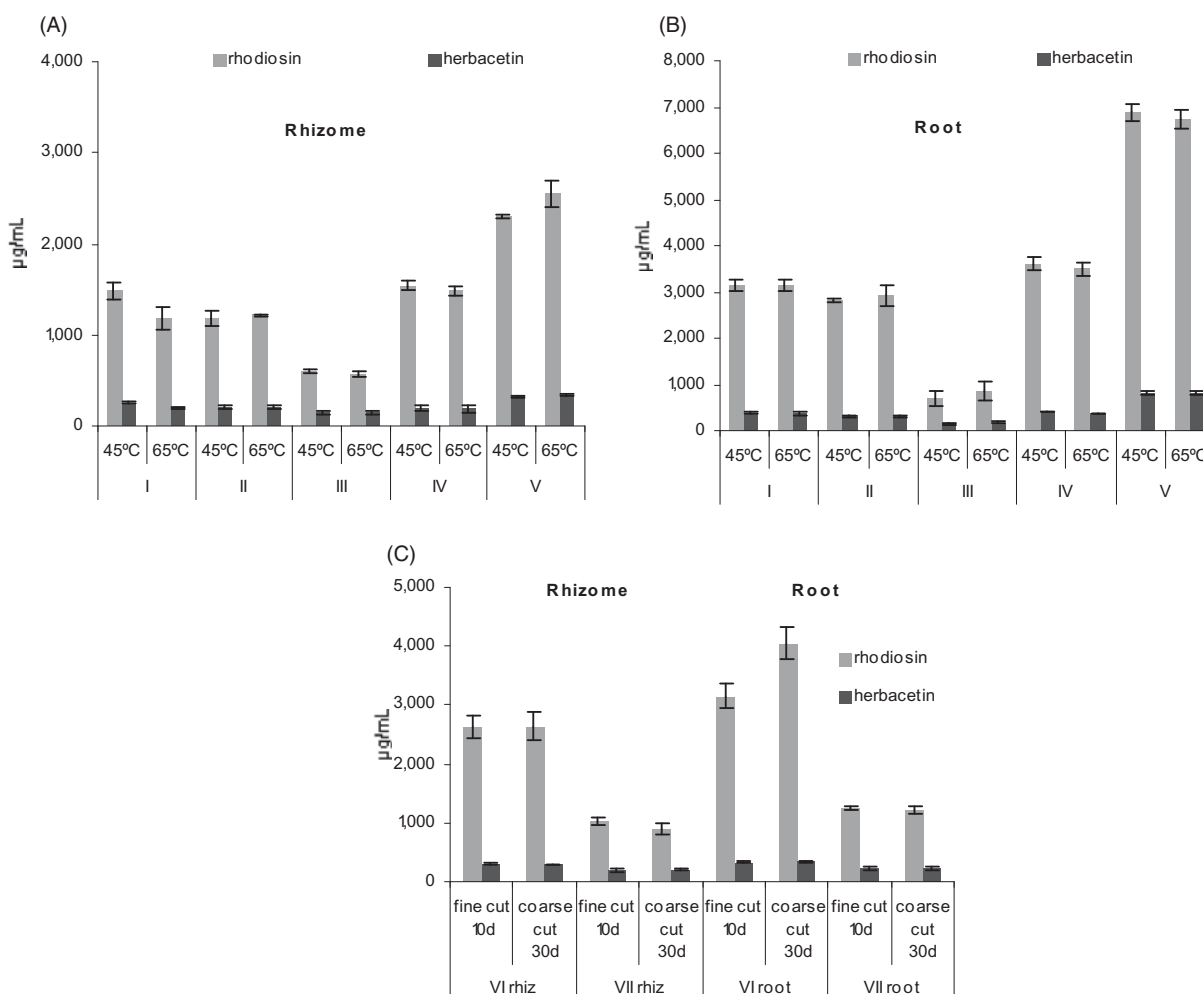 (A)
rhodiosin herbacetin
4,000
Rhizome
3,000
2,000
µg/mL
1,000
0
45ºC 65ºC 45ºC 65ºC 45ºC 65ºC 45ºC 65ºC 45ºC 65ºC
I II III IV V
(B)
rhodiosin herbacetin
8,000
7,000
Root
6,000
5,000
4,000
µg/mL
3,000
2,000
1,000
0
45ºC 65ºC 45ºC 65ºC 45ºC 65ºC 45ºC 65ºC 45ºC 65ºC
I II III IV V
(C)
5,000
Rhizome Root
4,000
rhodiosin
herbacetin
3,000
µg/mL
2,000
1,000
0
fine cut coarse fine cut coarse fine cut coarse fine cut coarse
10d cut 10d cut 10d cut 10d cut
30d 30d 30d 30d
VI rhiz VII rhiz VI root VII root